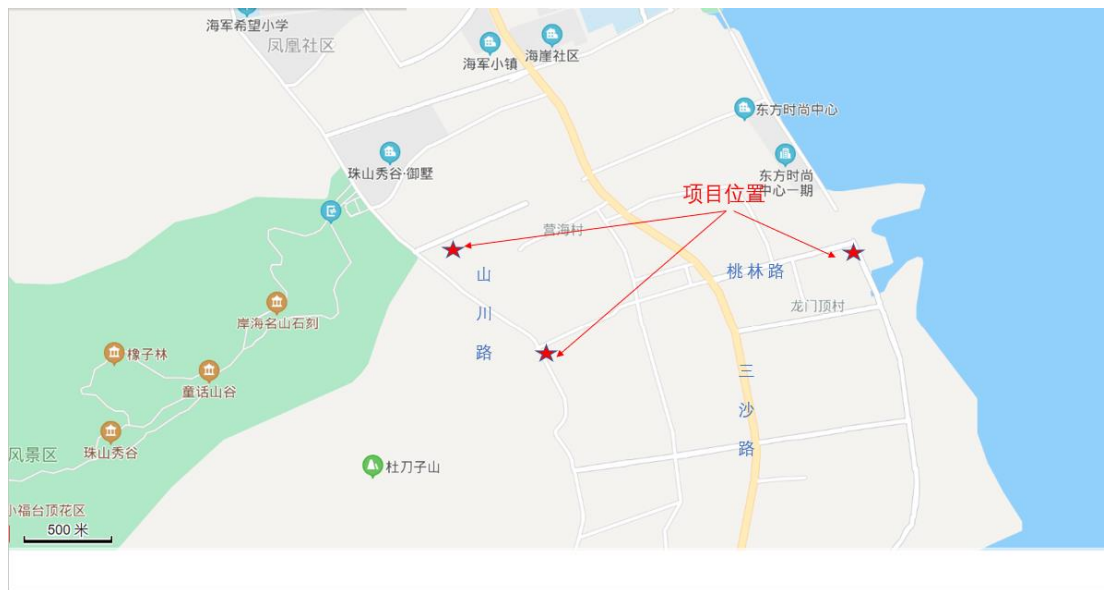 海军希望小学
凤凰社区
海军小镇
海崖社区
东方时尚中心
珠山秀谷·御墅
东方时尚
中心一期
项目位置
营海村
桃林路
山川路
龙门顶村
岸海名山石刻
橡子林
童话山谷
三沙路
珠山秀谷
风景区
杜刀子山
小福台顶花区
500 米